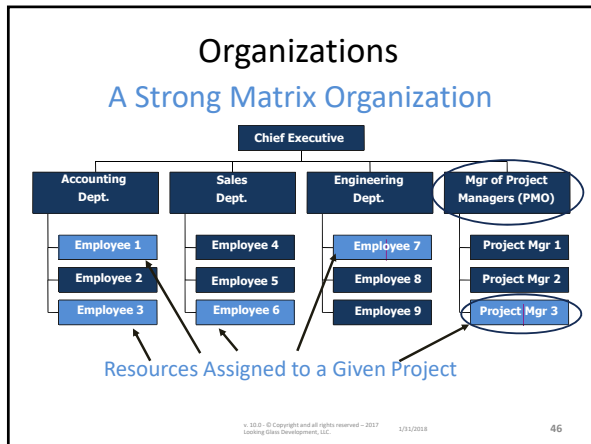 Organizations
A Strong Matrix Organization
Chief Executive
Accounting
Dept.
Sales
Dept.
Engineering
Dept.
Mgr of Project
Managers (PMO)
Employee 1
Employee 4
Employee 7
Project Mgr 1
Employee 2
Employee 5
Employee 8
Project Mgr 2
Employee 3
Employee 6
Employee 9
Project Mgr 3
Resources Assigned to a Given Project
v. 10.0 - © Copyright and all rights reserved – 2017
Looking Glass Development, LLC.
1/31/2018
46